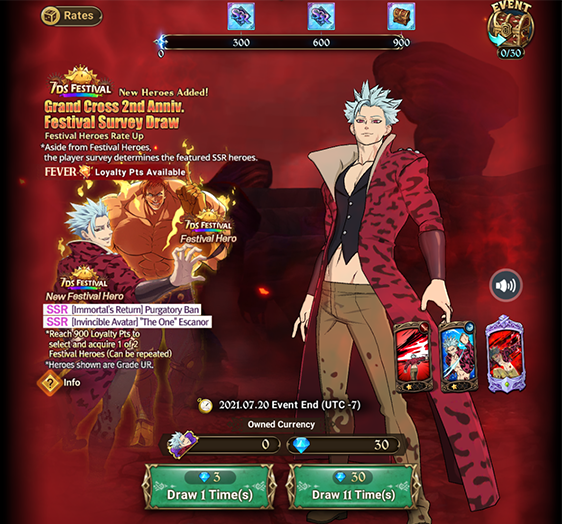 Rates
EVENT
0/30
0
300
600
900
7DS FESTIVAL
New Heroes Added!
Grand Cross 2nd Anniv.
Festival Survey Draw
Festival Heroes Rate Up
*Aside from Festival Heroes,
the player survey determines the featured SSR heroes.
FEVER Loyalty Pts Available
7DS FESTIVAL
Festival Hero
7DS FESTIVAL
New Festival Hero
SSR [Immortal's Return] Purgatory Ban
SSR [Invincible Avatar] "The One" Escanor
*Reach 900 Loyalty Pts to
select and acquire 1 of 2
Festival Heroes (Can be repeated)
*Heroes shown are Grade UR.
? Info
2021.07.20 Event End (UTC -7)
Owned Currency
0
30
3
Draw 1 Time(s)
30
Draw 11 Time(s)